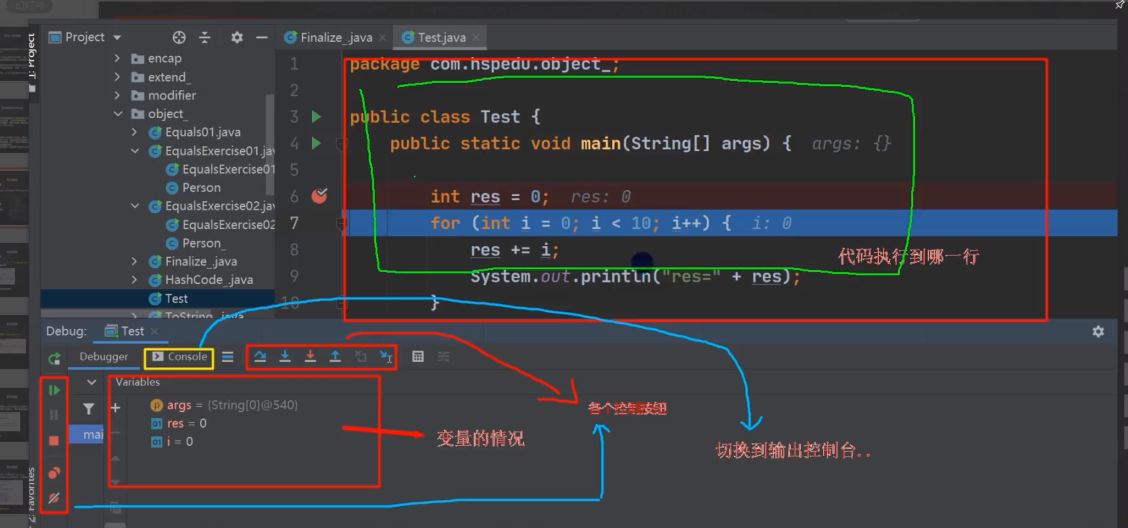 Project
Finalize_.java
Test.java
1: Project
encap
extend_
modifier
object_
Equals01.java
EqualsExercise01.jav
EqualsExercise01
Person
EqualsExercise02.jav
EqualsExercise02
Person_
Finalize_.java
HashCode_.java
Test
ToString_.java
1 package com.hspedu.object_;
2
3 public class Test {
4 public static void main(String[] args) { args: {}
5
6 int res = 0; res: 0
7 for (int i = 0; i < 10; i++) { i: 0
8 res += i;
9 System.out.println("res=" + res);
10 }
代码执行到哪一行
Debug:
Test
Debugger
Console
Variables
args = {String[0]@540}
res = 0
i = 0
mai
变量的情况
各个控制按钮
切换到输出控制台..
2: Favorites